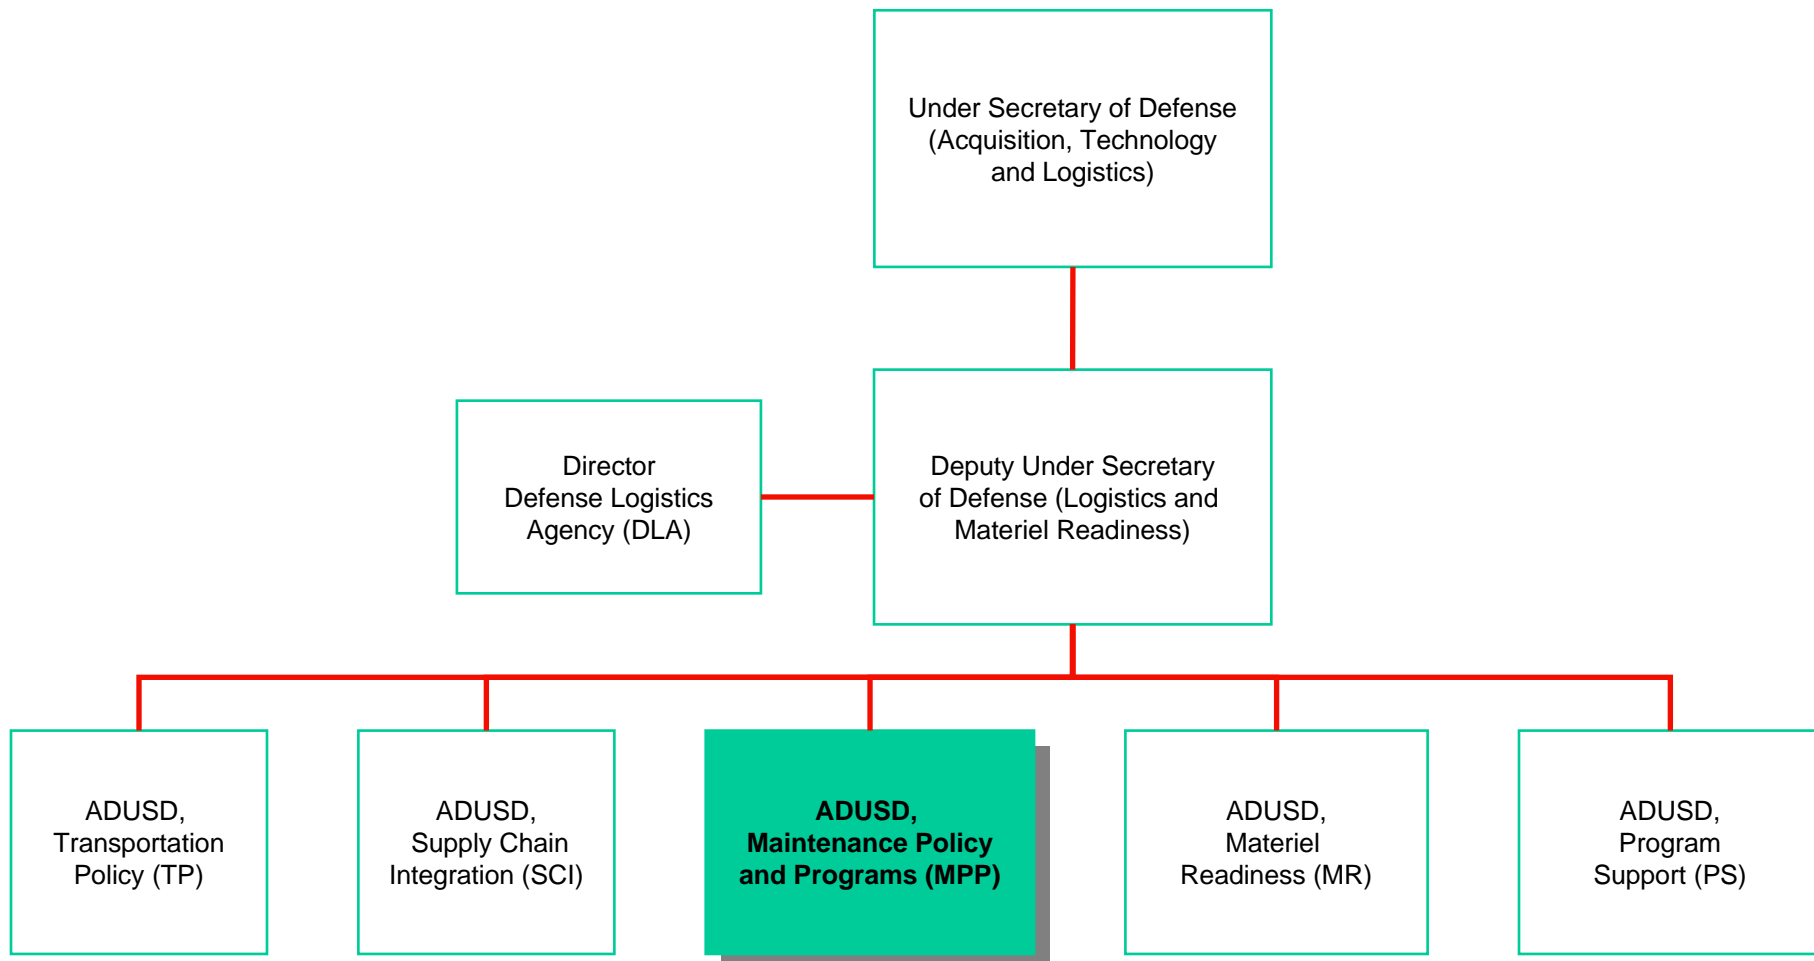 Under Secretary of Defense
(Acquisition, Technology
and Logistics)
Director
Defense Logistics
Agency (DLA)
Deputy Under Secretary
of Defense (Logistics and
Materiel Readiness)
ADUSD,
Transportation
Policy (TP)
ADUSD,
Supply Chain
Integration (SCI)
ADUSD,
Maintenance Policy
and Programs (MPP)
ADUSD,
Materiel
Readiness (MR)
ADUSD,
Program
Support (PS)